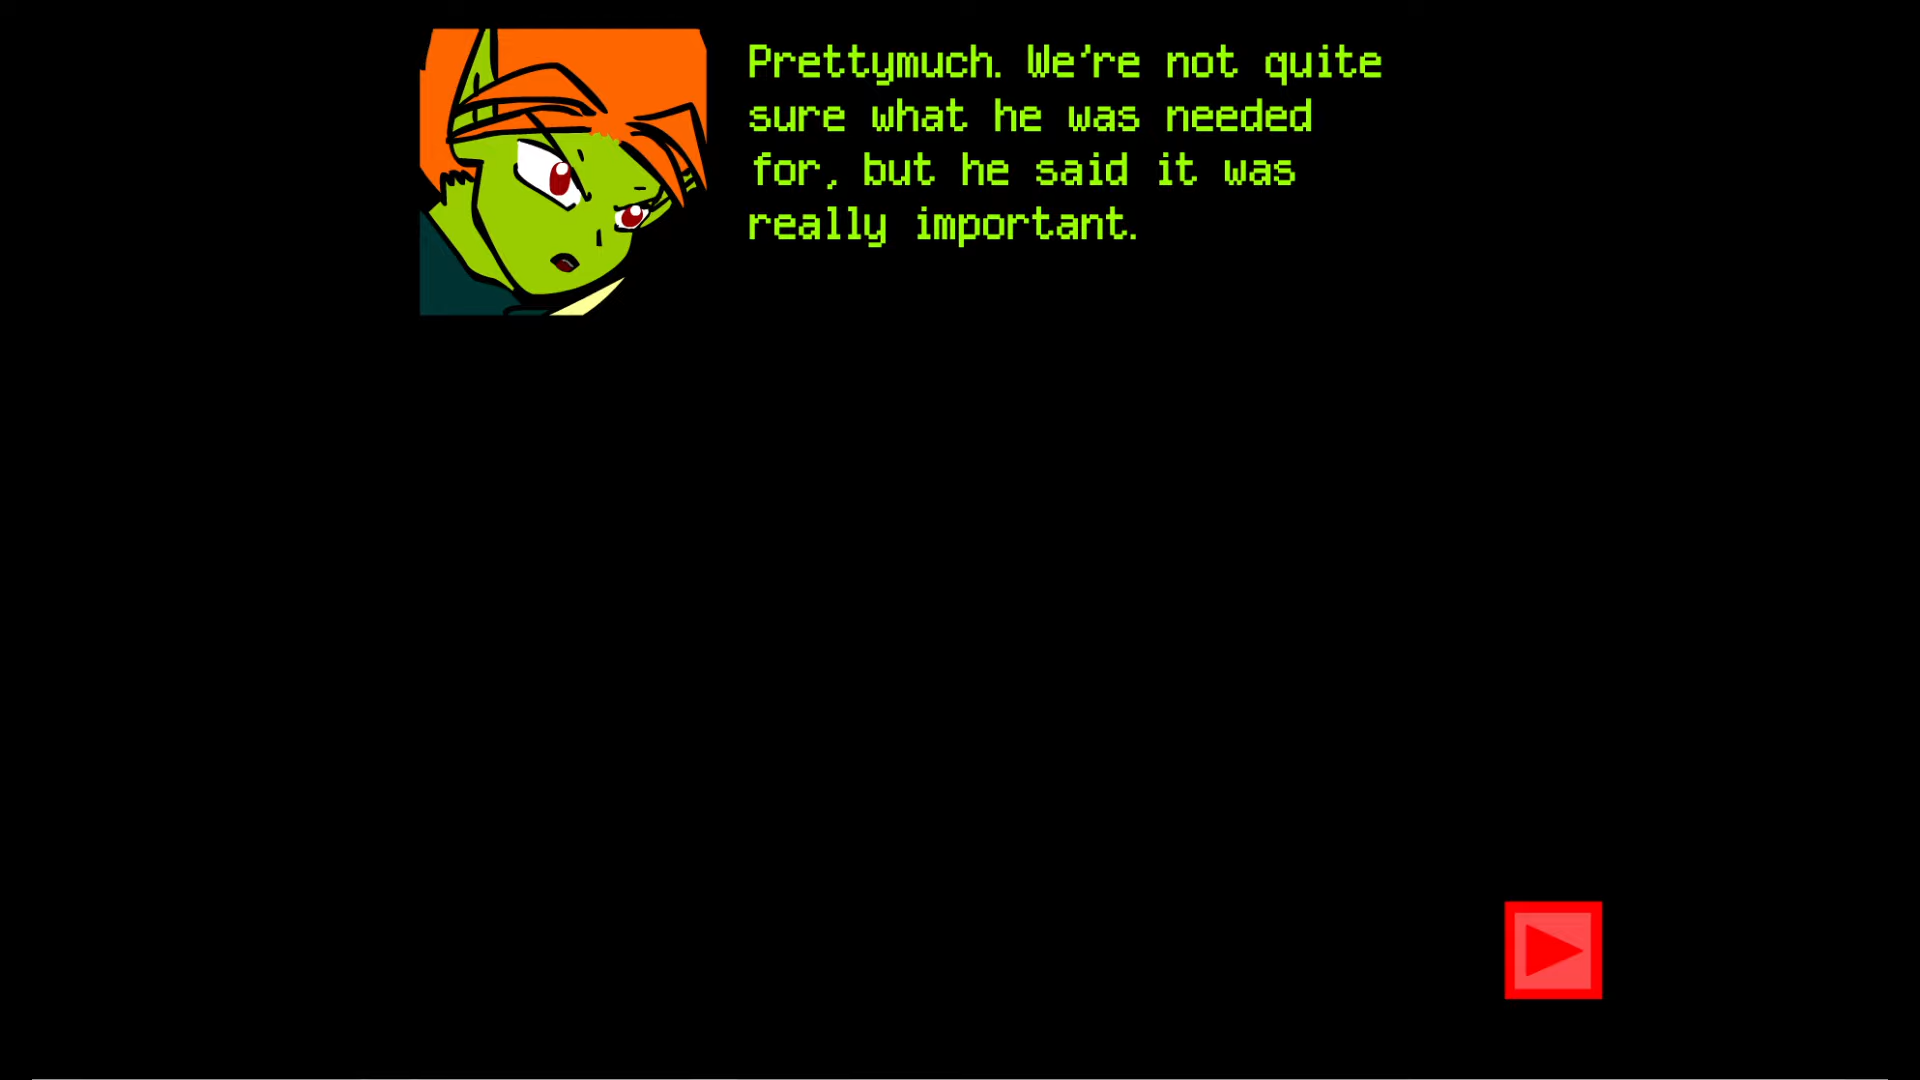 Prettymuch. We're not quite
sure what he was needed
for, but he said it was
really important.